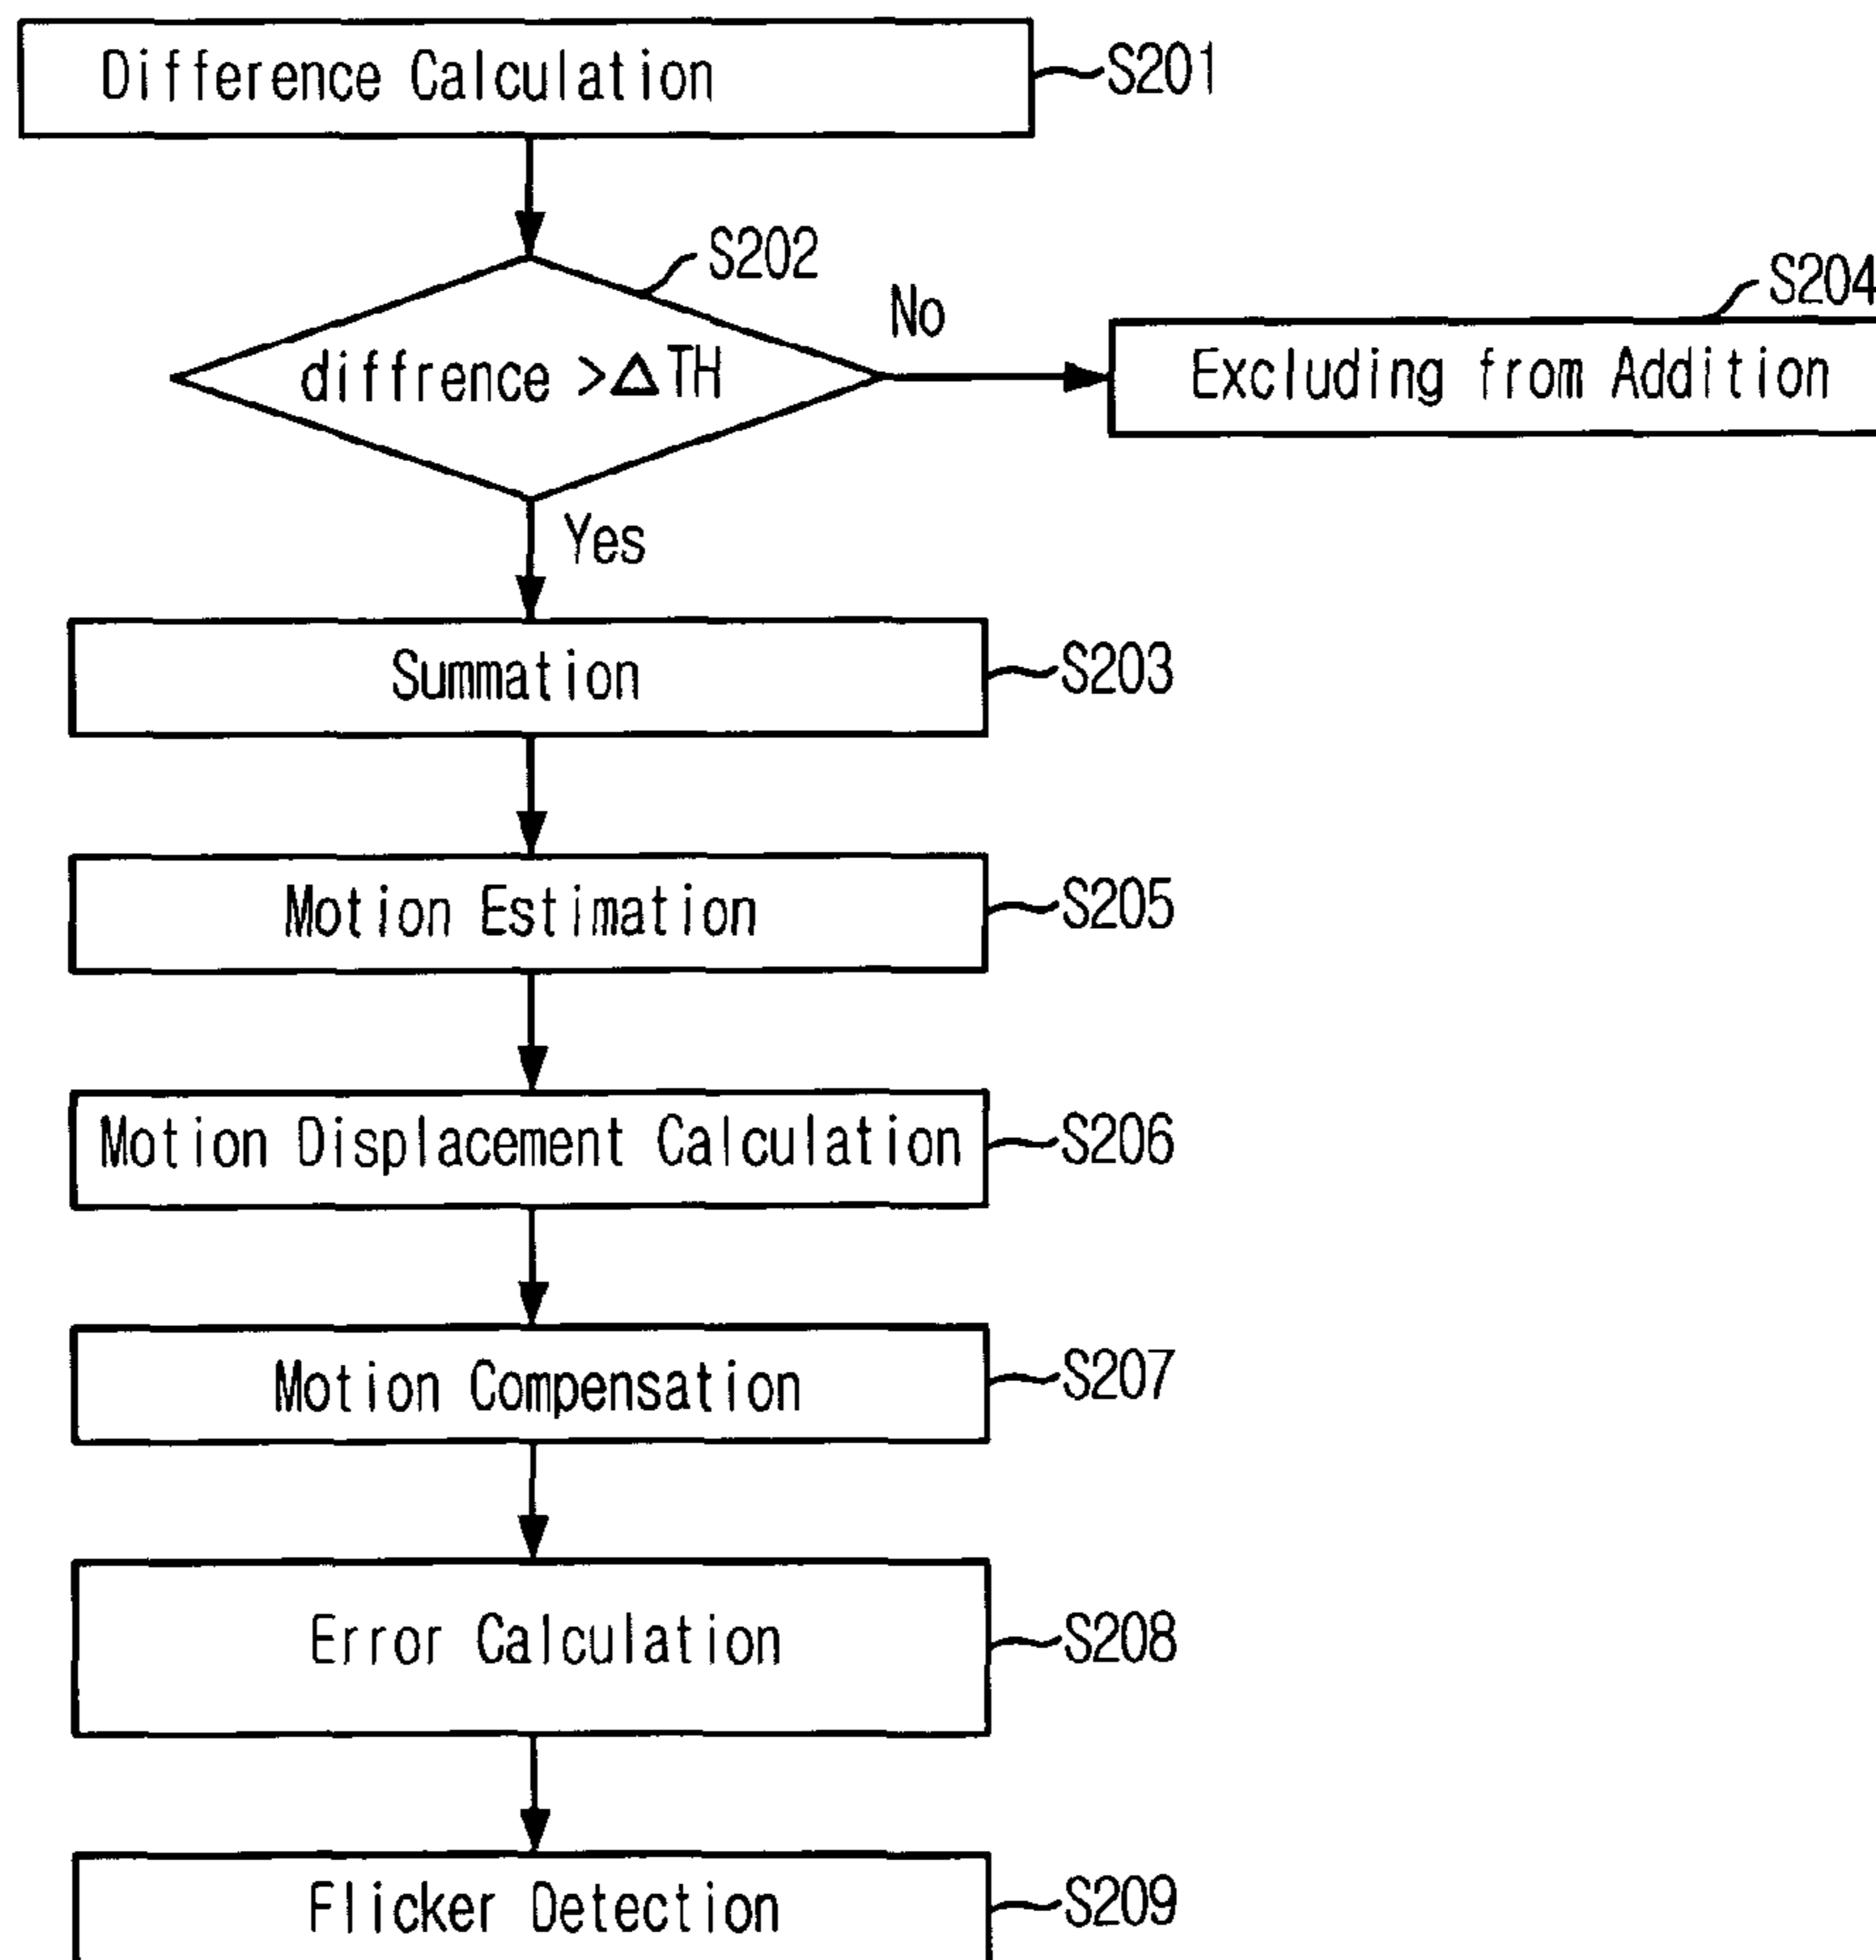 Difference Calculation
S201
S202
No
S204
diffrence >△TH
Excluding from Addition
Yes
Summation
S203
Motion Estimation
S205
Motion Displacement Calculation
S206
Motion Compensation
S207
Error Calculation
S208
Flicker Detection
S209